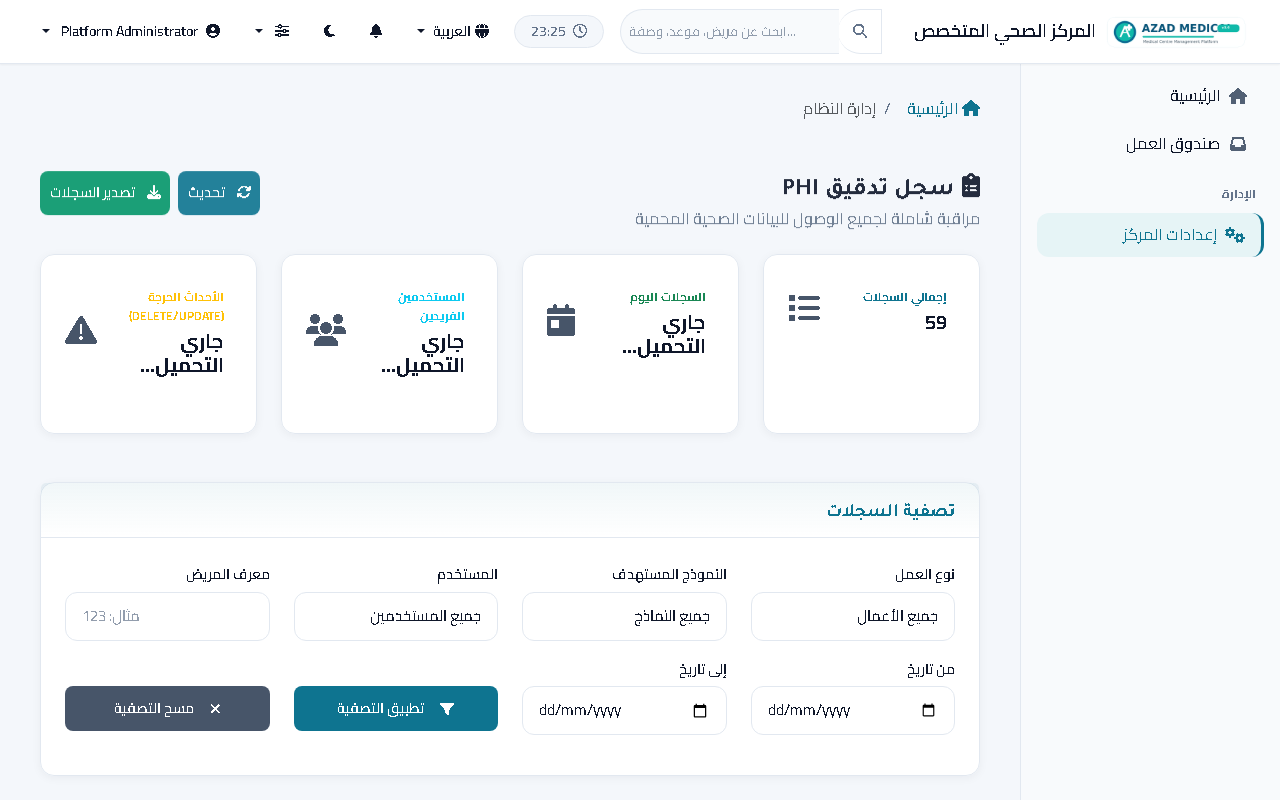 AZAD MEDICAL
Medical Centre Management Platform
المركز الصحي المتخصص
ابحث عن مريض، موعد، وصفة...
23:25
العربية
Platform Administrator
الرئيسية
صندوق العمل
الإدارة
إعدادات المركز
الرئيسية / إدارة النظام
سجل تدقيق PHI
مراقبة شاملة لجميع الوصول للبيانات الصحية المحمية
تحديث
تصدير السجلات
إجمالي السجلات
59
السجلات اليوم
جاري
التحميل...
المستخدمين
الفريدين
جاري
التحميل...
الأحداث الحرجة
(DELETE/UPDATE)
جاري
التحميل...
تصفية السجلات
نوع العمل
جميع الأعمال
النموذج المستهدف
جميع النماذج
المستخدم
جميع المستخدمين
معرف المريض
مثال: 123
من تاريخ
dd/mm/yyyy
إلى تاريخ
dd/mm/yyyy
تطبيق التصفية
مسح التصفية